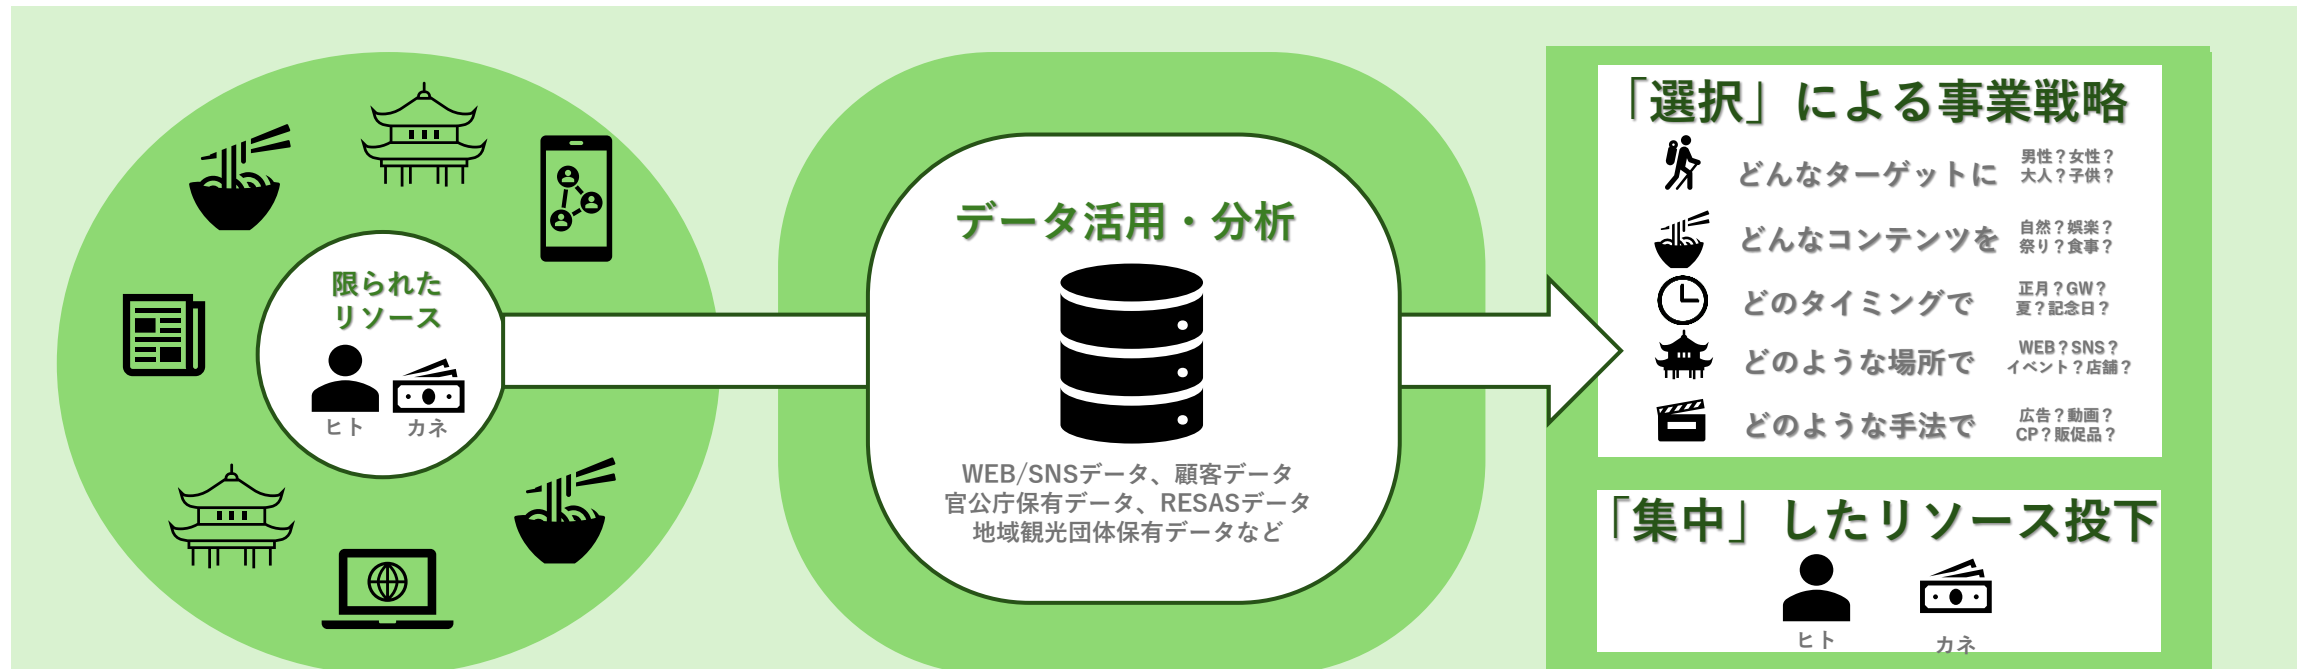 限られた
リソース
ヒト
カネ
データ活用・分析
WEB/SNSデータ、顧客データ
官公庁保有データ、RESASデータ
地域観光団体保有データなど
「選択」による事業戦略
どんなターゲットに
男性？女性？
大人？子供？
どんなコンテンツを
自然？娯楽？
祭り？食事？
どのタイミングで
正月？GW？
夏？記念日？
どのような場所で
WEB？SNS？
イベント？店舗？
どのような手法で
広告？動画？
CP？販促品？
「集中」したリソース投下
ヒト
カネ